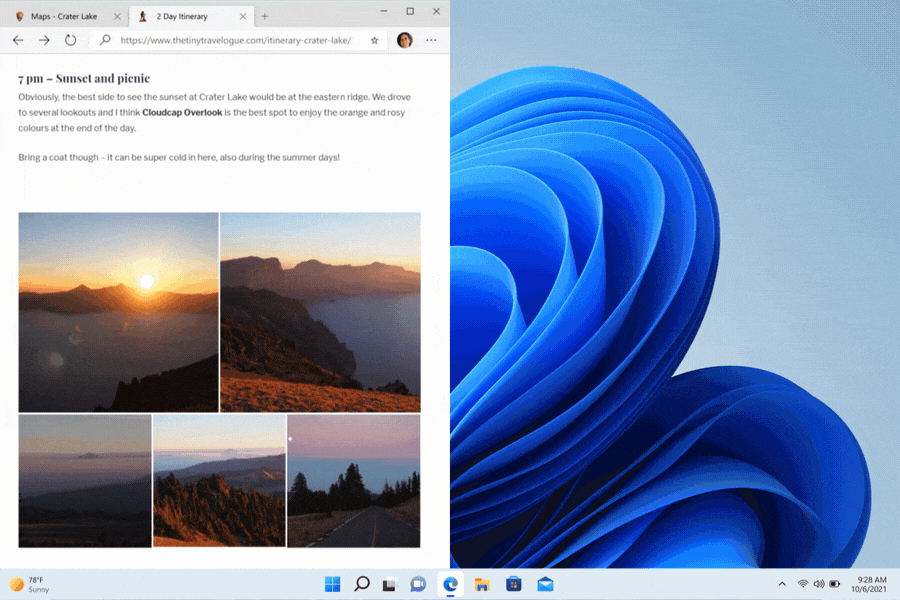 Maps - Crater Lake
2 Day Itinerary
https://www.thetinytravelogue.com/itinerary-crater-lake/
7 pm – Sunset and picnic
Obviously, the best side to see the sunset at Crater Lake would be at the eastern ridge. We drove
to several lookouts and I think Cloudcap Overlook is the best spot to enjoy the orange and rosy
colours at the end of the day.
Bring a coat though – it can be super cold in here, also during the summer days!
78°F
Sunny
9:28 AM
10/6/2021